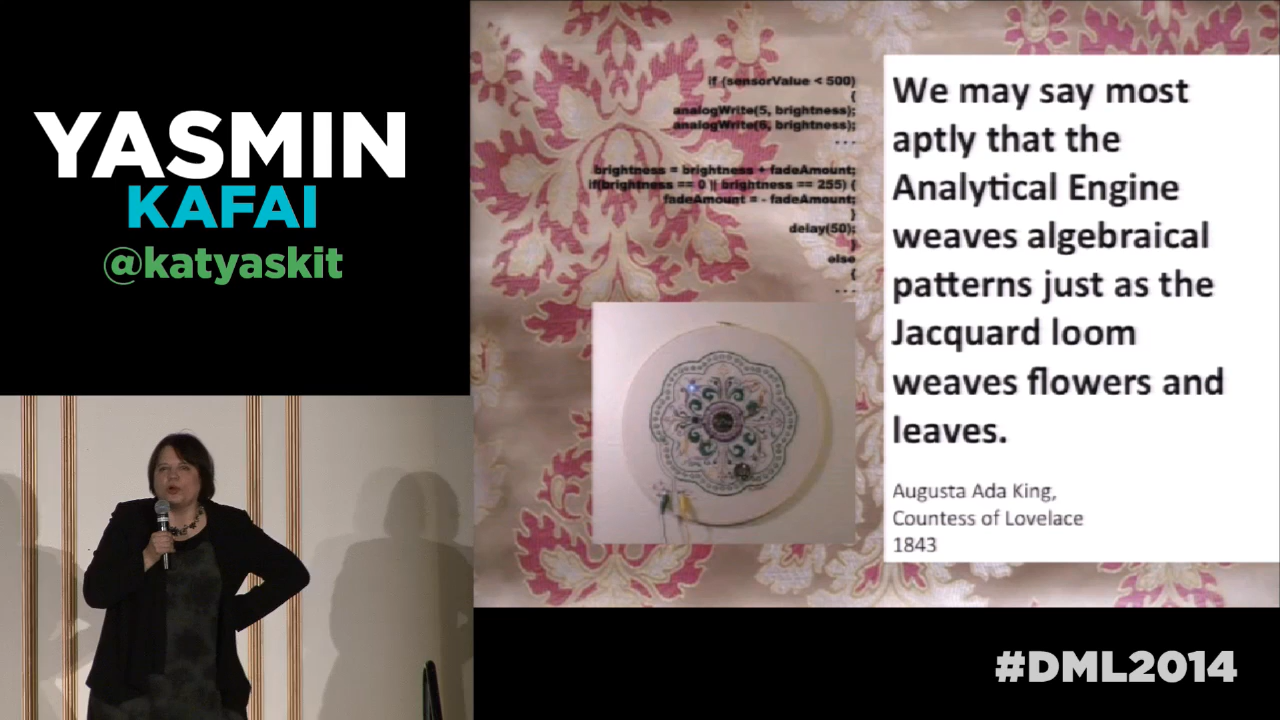 YASMIN
KAFAI
@katyaskit
if (sensorValue < 500)
{
analogWrite(5, brightness);
analogWrite(6, brightness);
. . .
brightness = brightness + fadeAmount;
if(brightness == 0 || brightness == 255) {
fadeAmount = - fadeAmount;
}
delay(50);
}
else
{
. . .
We may say most
aptly that the
Analytical Engine
weaves algebraical
patterns just as the
Jacquard loom
weaves flowers and
leaves.
Augusta Ada King,
Countess of Lovelace
1843
#DML2014